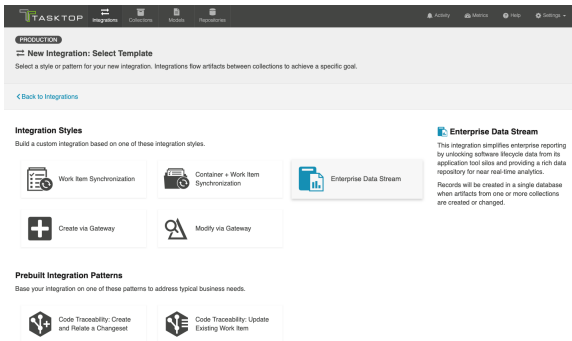 TASKTOP
Integrations
Collections
Models
Repositories
Activity
Metrics
Help
Settings
PRODUCTION
New Integration: Select Template
Select a style or pattern for your new integration. Integrations flow artifacts between collections to achieve a specific goal.
Back to Integrations
Integration Styles
Build a custom integration based on one of these integration styles.
Work Item Synchronization
Container + Work Item
Synchronization
Enterprise Data Stream
Create via Gateway
Modify via Gateway
Prebuilt Integration Patterns
Base your integration on one of these patterns to address typical business needs.
Code Traceability: Create
and Relate a Changeset
Code Traceability: Update
Existing Work Item
Enterprise Data Stream
This integration simplifies enterprise reporting
by unlocking software lifecycle data from its
application tool silos and providing a rich data
repository for near real-time analytics.
Records will be created in a single database
when artifacts from one or more collections
are created or changed.